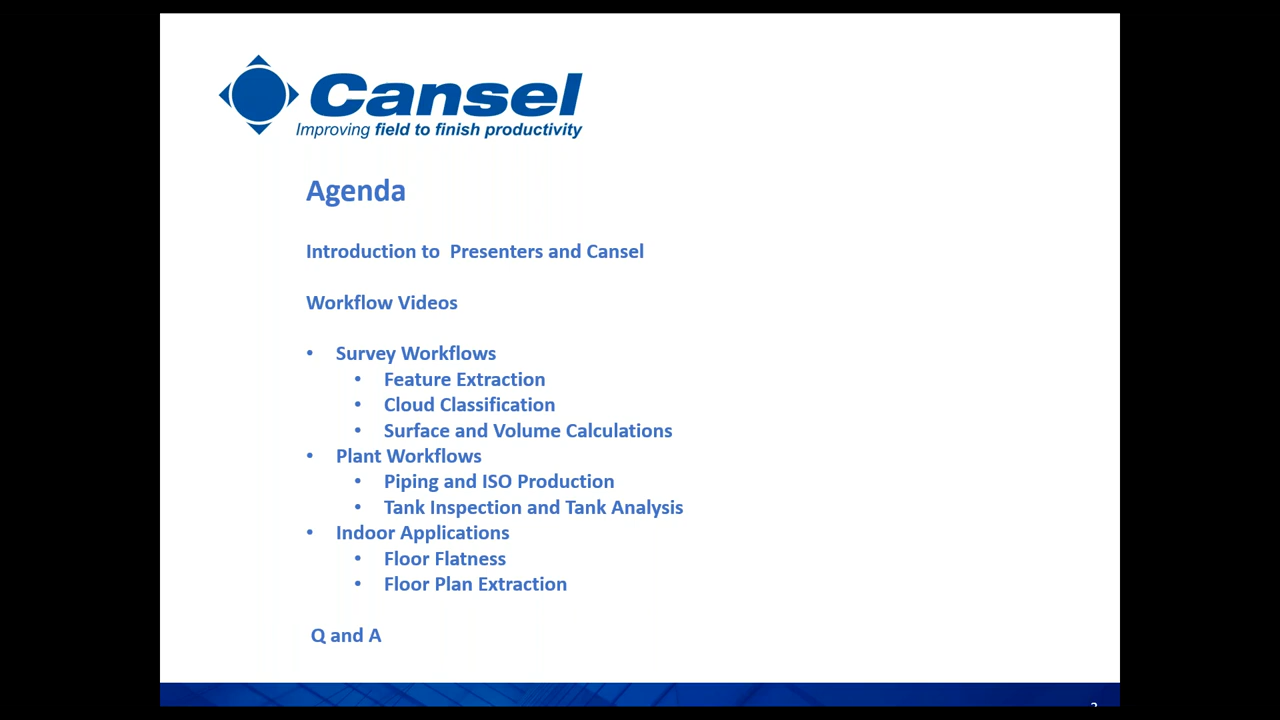 Cansel
Improving field to finish productivity
Agenda
Introduction to  Presenters and Cansel
Workflow Videos
• Survey Workflows
• Feature Extraction
• Cloud Classification
• Surface and Volume Calculations
• Plant Workflows
• Piping and ISO Production
• Tank Inspection and Tank Analysis
• Indoor Applications
• Floor Flatness
• Floor Plan Extraction
Q and A